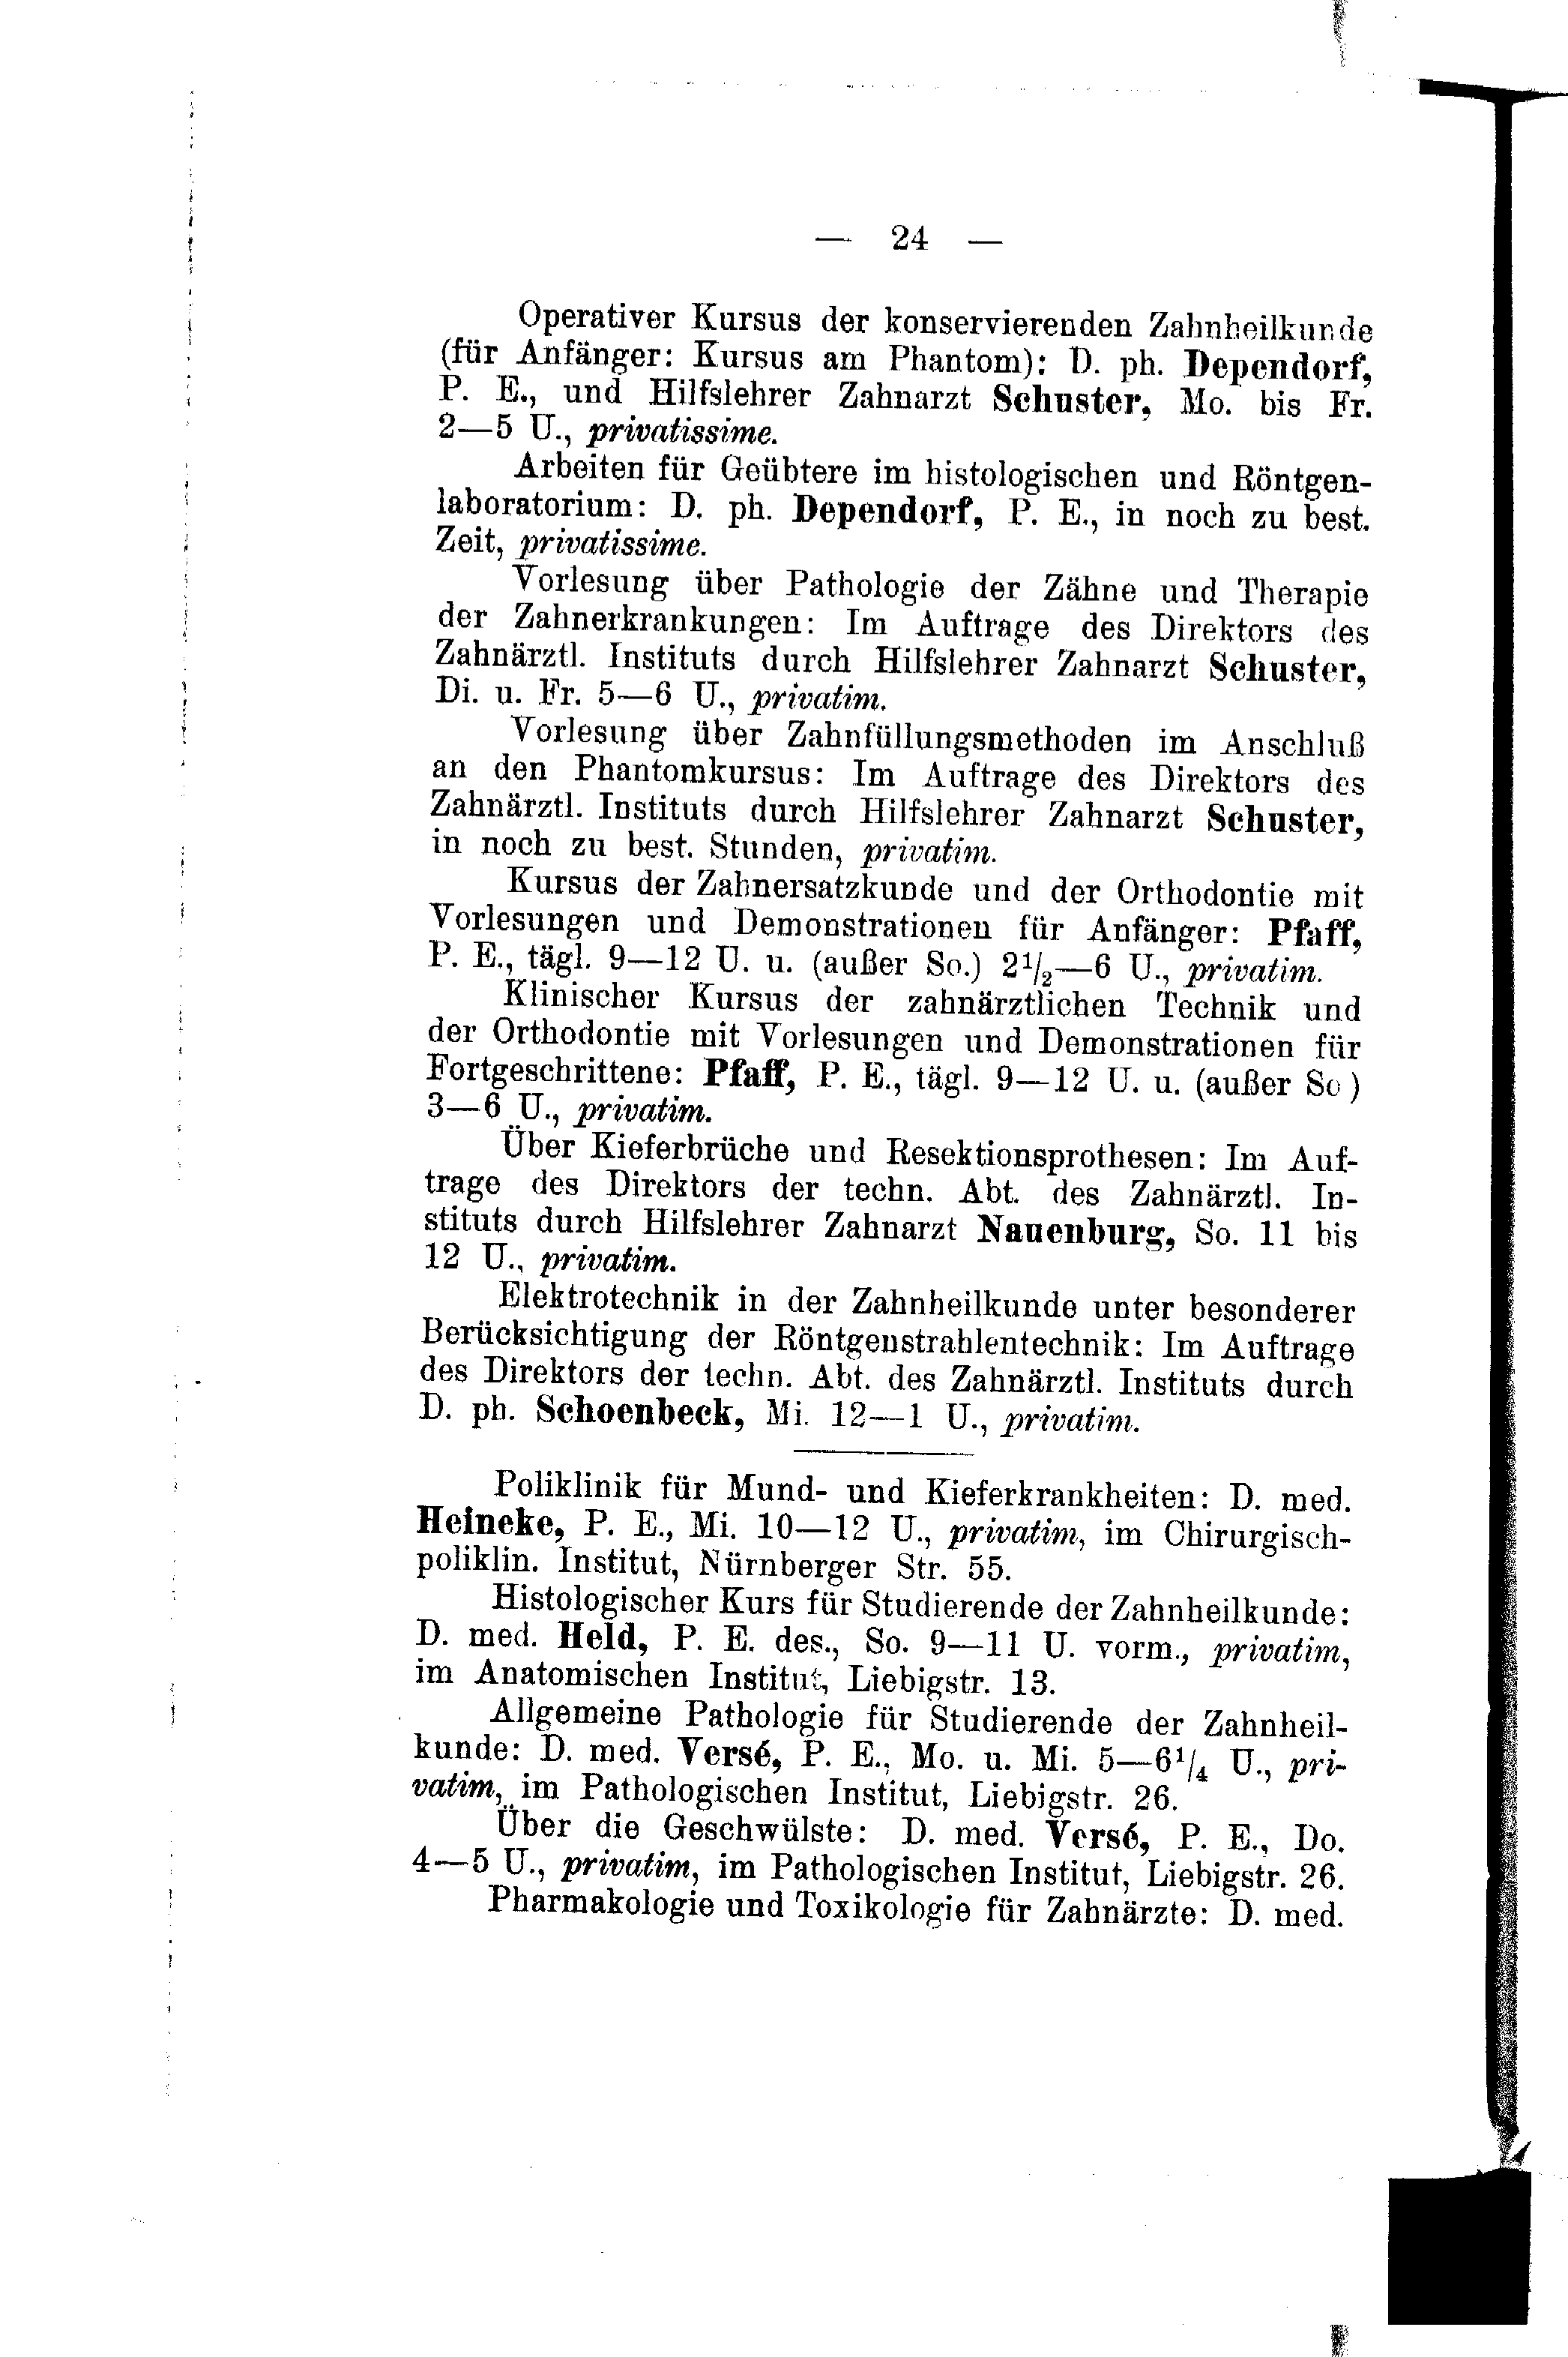 — 24 —
Operativer Kursus der konservierenden Zahnheilkunde
(für Anfänger: Kursus am Phantom): D. ph. Dependorf,
P. E., und Hilfslehrer Zahnarzt Schuster, Mo. bis Fr.
2—5 U., privatissime.
Arbeiten für Geübtere im histologischen und Röntgen-
laboratorium: D. ph. Dependorf, P. E., in noch zu best.
Zeit, privatissime.
Vorlesung über Pathologie der Zähne und Therapie
der Zahnerkrankungen: Im Auftrage des Direktors des
Zahnärztl. Instituts durch Hilfslehrer Zahnarzt Schuster,
Di. u. Fr. 5—6 U., privatim.
Vorlesung über Zahnfüllungsmethoden im Anschluß
an den Phantomkursus: Im Auftrage des Direktors des
Zahnärztl. Instituts durch Hilfslehrer Zahnarzt Schuster,
in noch zu best. Stunden, privatim.
Kursus der Zahnersatzkunde und der Orthodontie mit
Vorlesungen und Demonstrationen für Anfänger: Pfaff,
P. E., tägl. 9—12 U. u. (außer So.) 2¹/₂—6 U., privatim.
Klinischer Kursus der zahnärztlichen Technik und
der Orthodontie mit Vorlesungen und Demonstrationen für
Fortgeschrittene: Pfaff, P. E., tägl. 9—12 U. u. (außer So)
3—6 U., privatim.
Über Kieferbrüche und Resektionsprothesen: Im Auf-
trage des Direktors der techn. Abt. des Zahnärztl. In-
stituts durch Hilfslehrer Zahnarzt Nauenburg, So. 11 bis
12 U., privatim.
Elektrotechnik in der Zahnheilkunde unter besonderer
Berücksichtigung der Röntgenstrahlentechnik: Im Auftrage
des Direktors der techn. Abt. des Zahnärztl. Instituts durch
D. ph. Schoenbeck, Mi. 12—1 U., privatim.
Poliklinik für Mund- und Kieferkrankheiten: D. med.
Heineke, P. E., Mi. 10—12 U., privatim, im Chirurgisch-
poliklin. Institut, Nürnberger Str. 55.
Histologischer Kurs für Studierende der Zahnheilkunde:
D. med. Held, P. E. des., So. 9—11 U. vorm., privatim,
im Anatomischen Institut, Liebigstr. 13.
Allgemeine Pathologie für Studierende der Zahnheil-
kunde: D. med. Versé, P. E., Mo. u. Mi. 5—6¹/₄ U., pri-
vatim, im Pathologischen Institut, Liebigstr. 26.
Über die Geschwülste: D. med. Versé, P. E., Do.
4—5 U., privatim, im Pathologischen Institut, Liebigstr. 26.
Pharmakologie und Toxikologie für Zahnärzte: D. med.